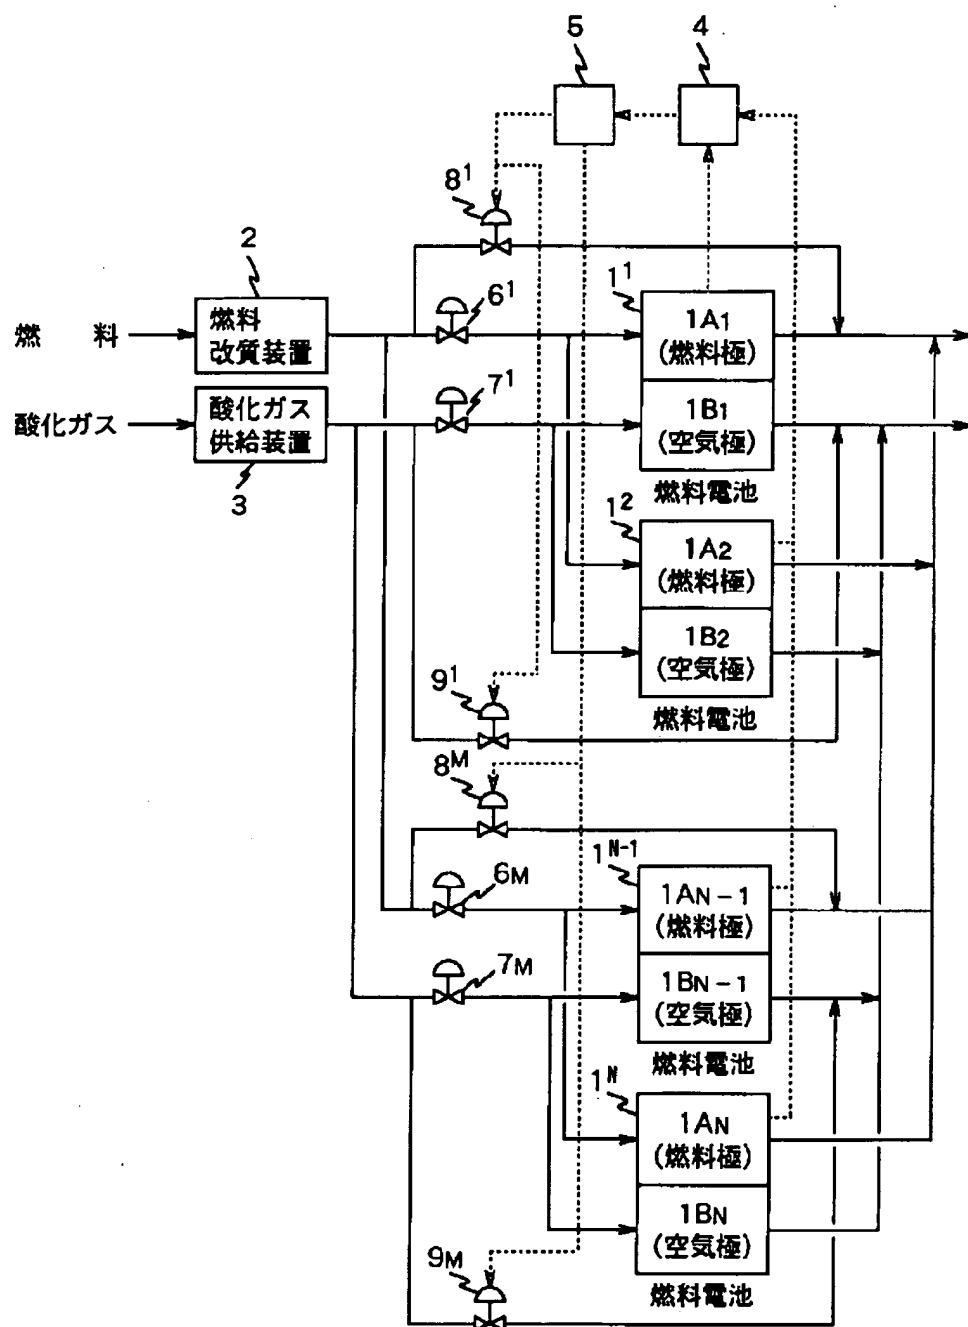 5
4
8¹
2
6¹
1¹
1A1
(燃料極)
燃料
燃料
改質装置
7¹
1B1
(空気極)
酸化ガス
酸化ガス
供給装置
3
燃料電池
1²
1A2
(燃料極)
1B2
(空気極)
9¹
燃料電池
8ᴹ
1ᴺ⁻¹
6M
1AN-1
(燃料極)
7M
1BN-1
(空気極)
燃料電池
1ᴺ
1AN
(燃料極)
1BN
(空気極)
9M
燃料電池